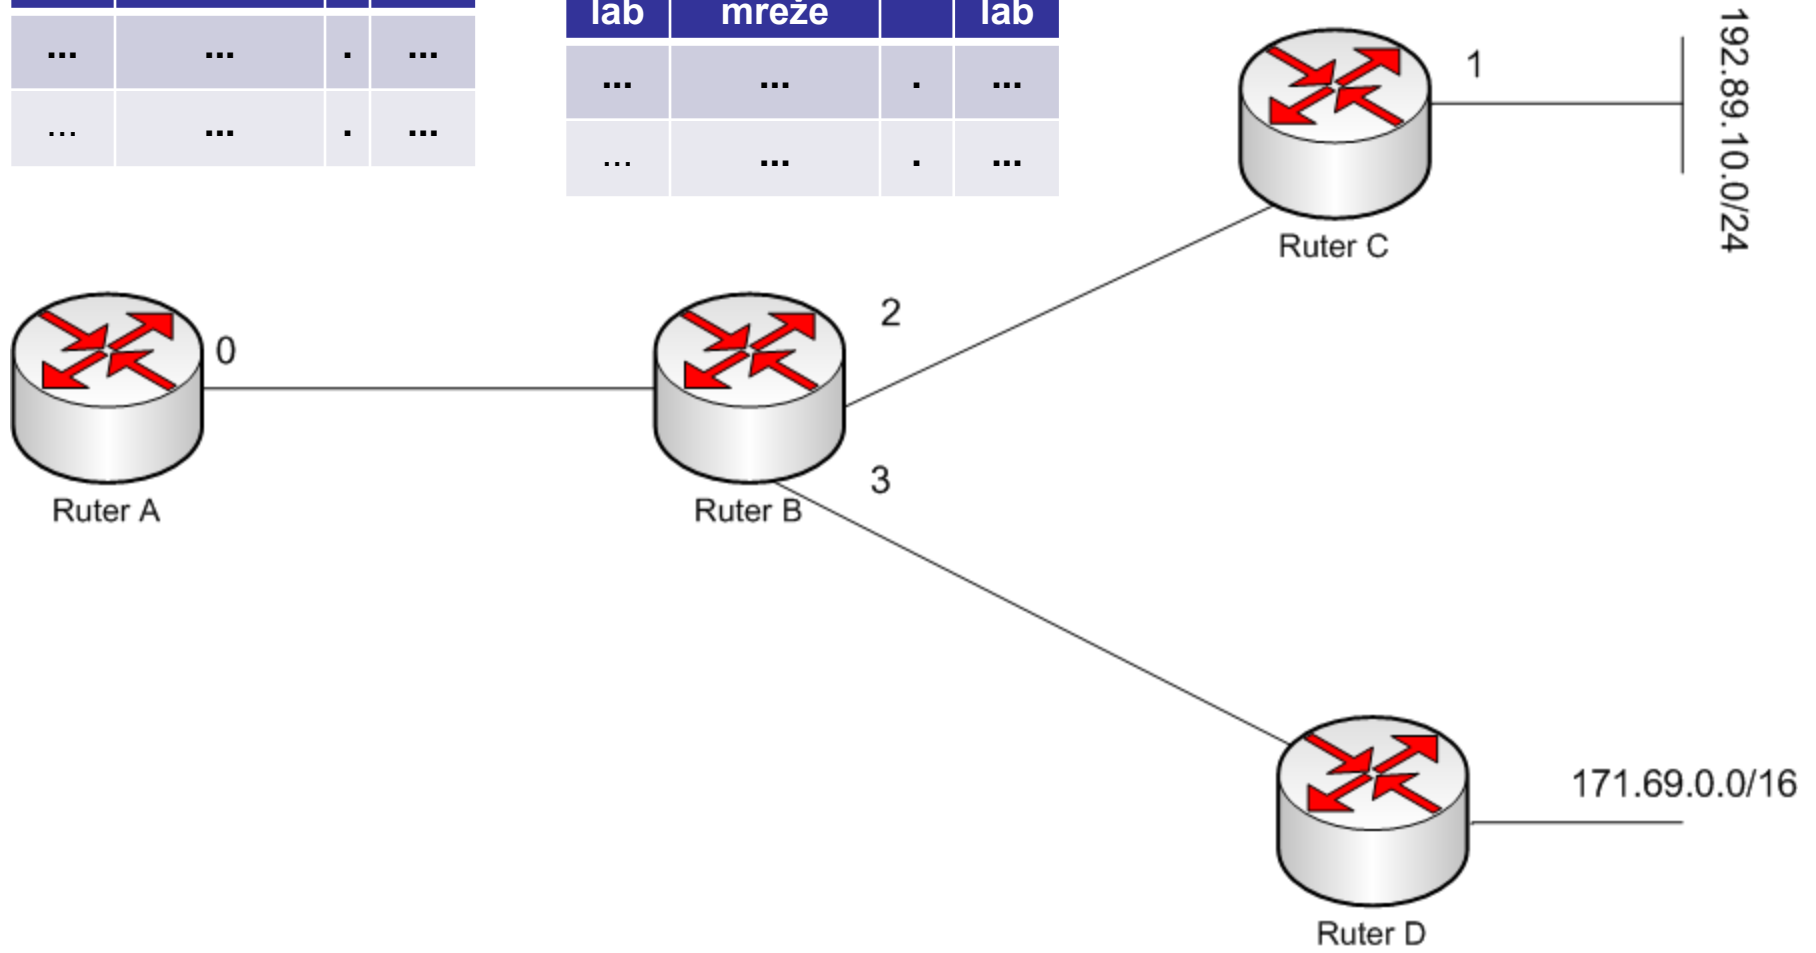 ... ... . ...
... ... . ...
lab mreže lab
... ... . ...
... ... . ...
1
192.89.10.0/24
Ruter C
0
2
Ruter A
3
Ruter B
171.69.0.0/16
Ruter D